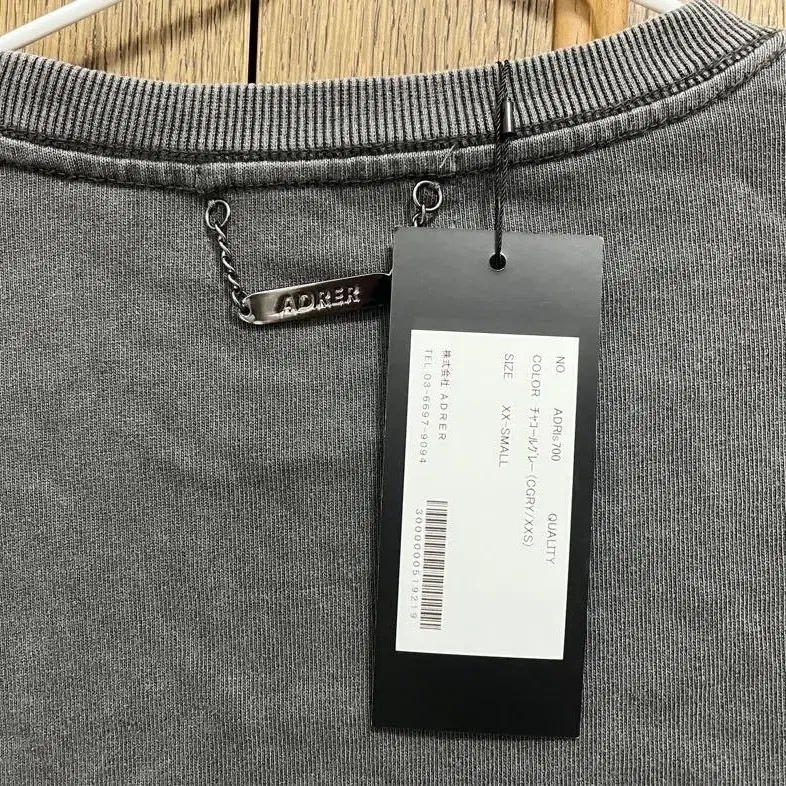 ADRER
NO ADRIs700 QUALITY
COLOR ﾁｬｺｰﾙｸﾞﾚｰ(CGRY/XXS)
SIZE XX-SMALL
株式会社 ADRER
TEL 03-6697-9094
3000000519219